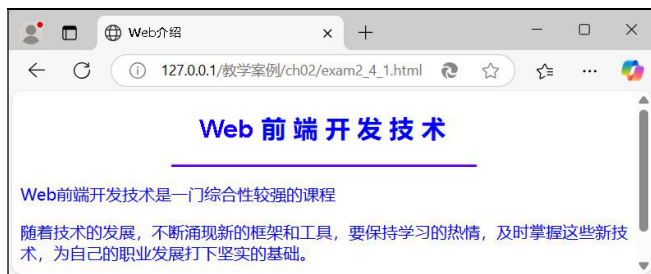 Web介绍
127.0.0.1/教学案例/ch02/exam2_4_1.html
Web 前 端 开 发 技 术
Web前端开发技术是一门综合性较强的课程
随着技术的发展，不断涌现新的框架和工具，要保持学习的热情，及时掌握这些新技
术，为自己的职业发展打下坚实的基础。